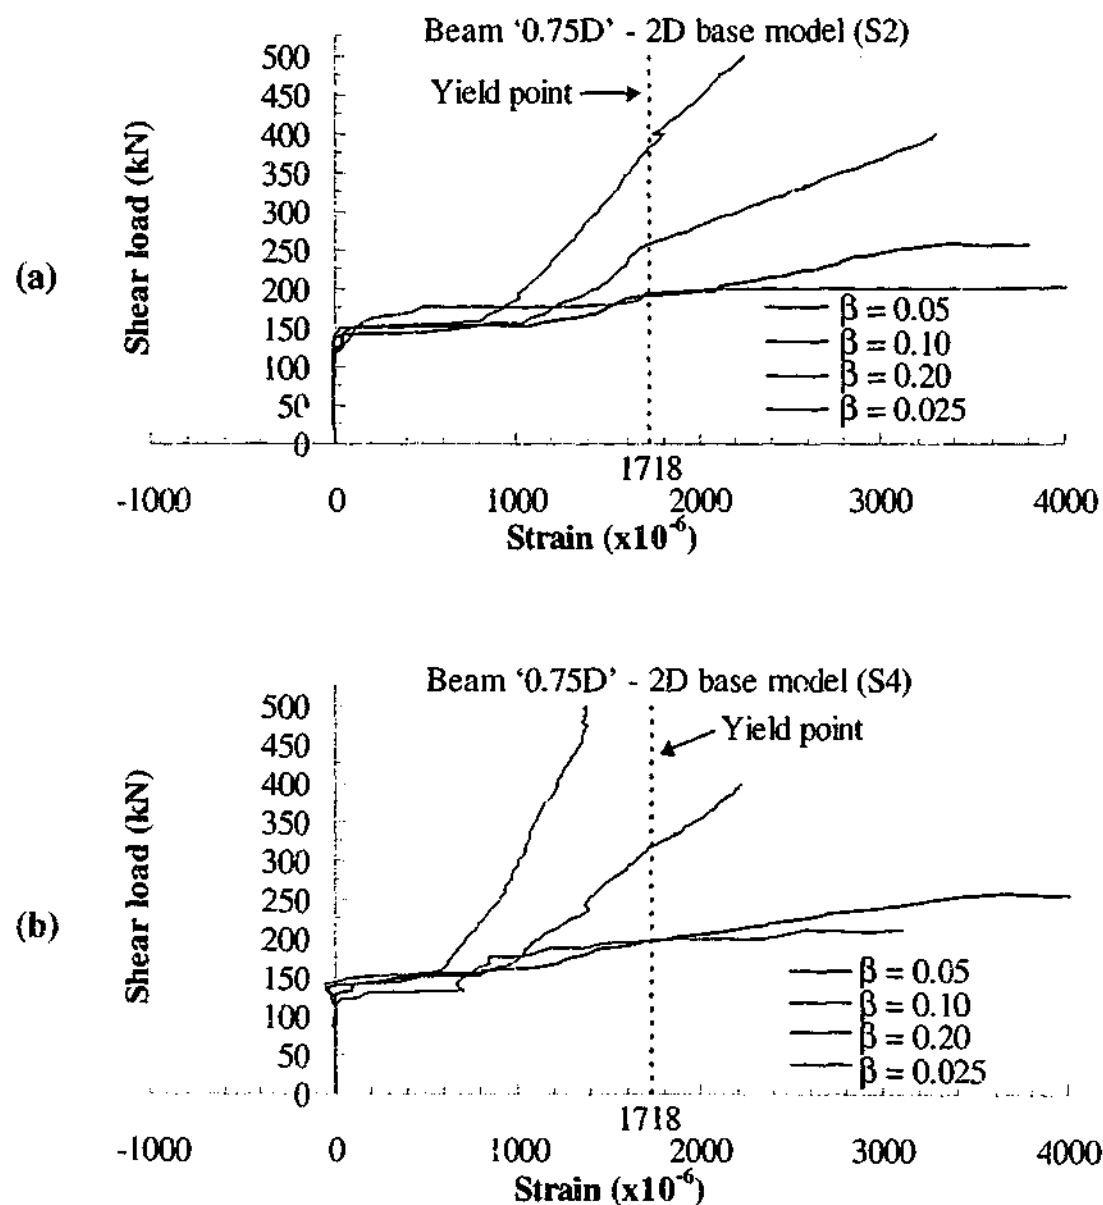 Beam ‘0.75D’ - 2D base model (S2)
Yield point
500
450
400
350
300
250
200
150
100
50
0
Shear load (kN)
(a)
β = 0.05
β = 0.10
β = 0.20
β = 0.025
1718
-1000 0 1000 2000 3000 4000
Strain (x10⁻⁶)
Beam ‘0.75D’ - 2D base model (S4)
Yield point
500
450
400
350
300
250
200
150
100
50
0
Shear load (kN)
(b)
β = 0.05
β = 0.10
β = 0.20
β = 0.025
1718
-1000 0 1000 2000 3000 4000
Strain (x10⁻⁶)